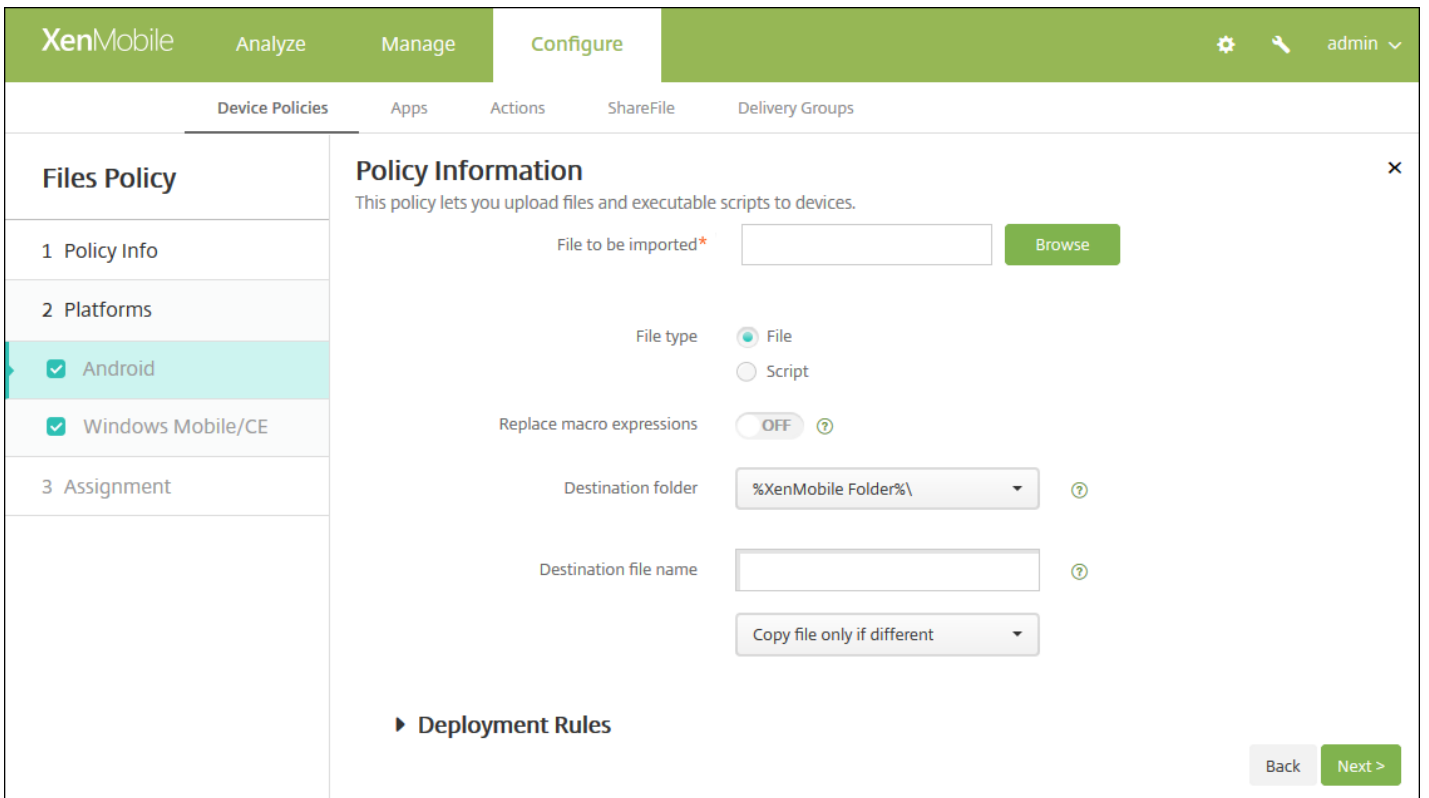 XenMobile Analyze Manage Configure admin
Device Policies Apps Actions ShareFile Delivery Groups
Files Policy
1 Policy Info
2 Platforms
Android
Windows Mobile/CE
3 Assignment
Policy Information
This policy lets you upload files and executable scripts to devices.
File to be imported* Browse
File type File
Script
Replace macro expressions OFF ?
Destination folder %XenMobile Folder%\ ?
Destination file name ?
Copy file only if different
Deployment Rules
Back Next >